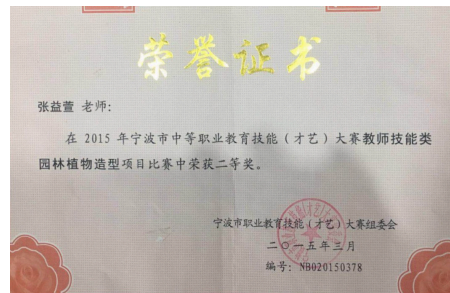 荣誉证书
张益萱 老师：
在 2015 年宁波市中等职业教育技能（才艺）大赛教师技能类
园林植物造型项目比赛中荣获二等奖。
宁波市职业教育技能（才艺）大赛组委会
二〇一五年三月
编号：NB020150378